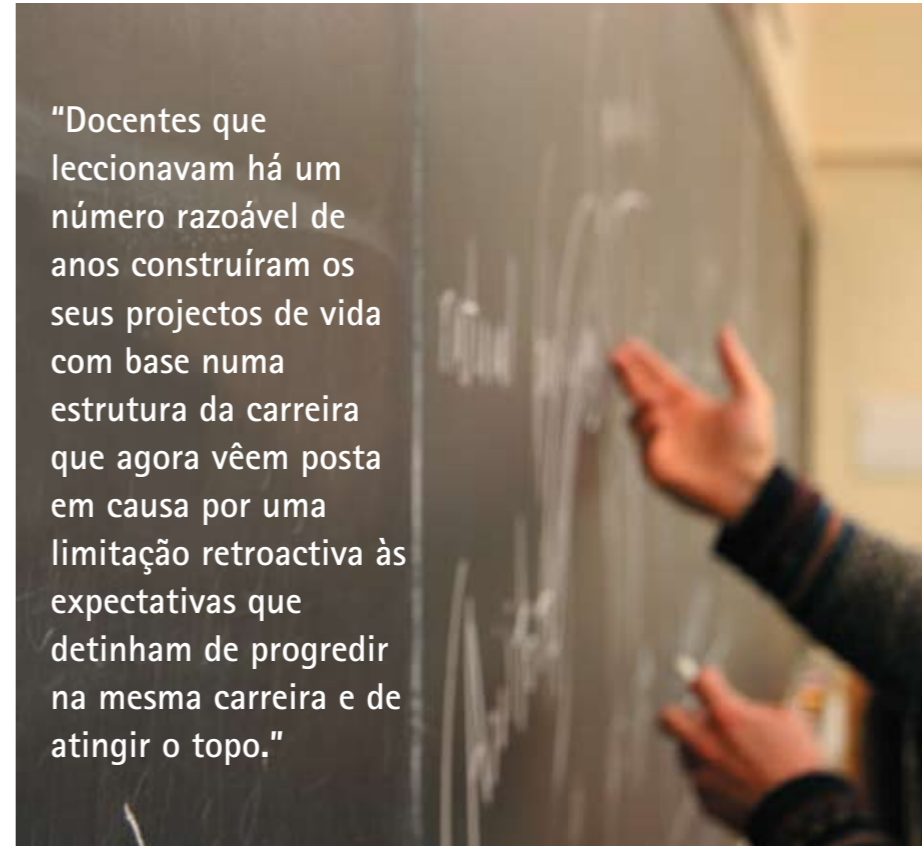 "Docentes que
leccionavam há um
número razoável de
anos construíram os
seus projectos de vida
com base numa
estrutura da carreira
que agora vêem posta
em causa por uma
limitação retroactiva às
expectativas que
detinham de progredir
na mesma carreira e de
atingir o topo."